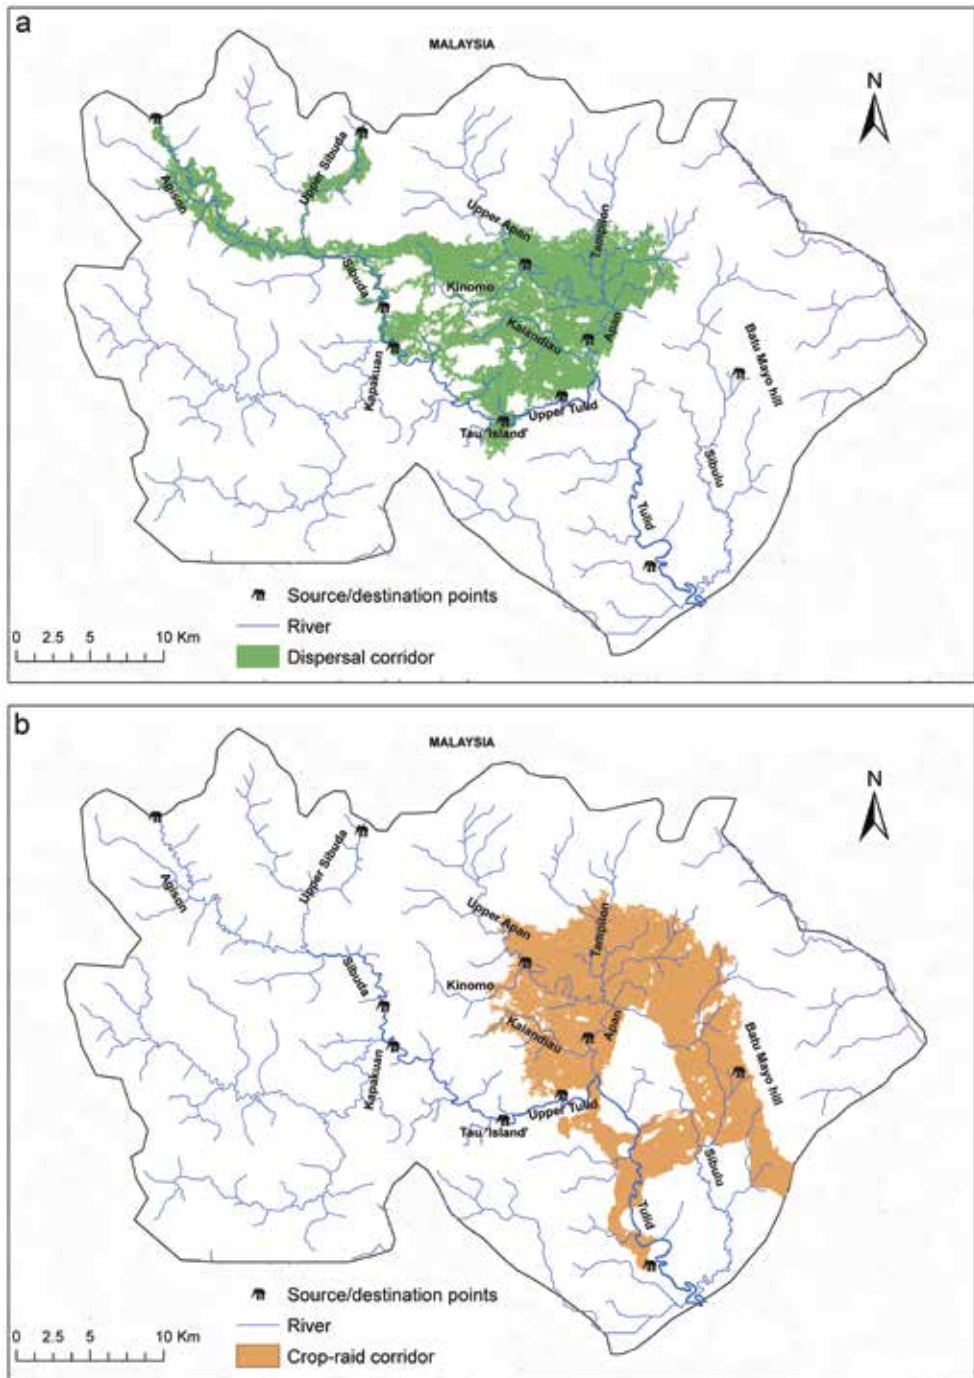 a
MALAYSIA
N
Upper Sibuda
Agison
Upper Apan
Tampilon
Sibuda
Kinomo
Kalandiau
Apan
Batu Mayo hill
Kapakuan
Upper Tulid
Tau 'Island'
Sibulu
Tulid
Source/destination points
River
Dispersal corridor
0 2.5 5 10 Km
b
MALAYSIA
N
Upper Sibuda
Agison
Upper Apan
Tampilon
Sibuda
Kinomo
Kalandiau
Apan
Batu Mayo hill
Kapakuan
Upper Tulid
Tau 'Island'
Sibulu
Tulid
Source/destination points
River
Crop-raid corridor
0 2.5 5 10 Km